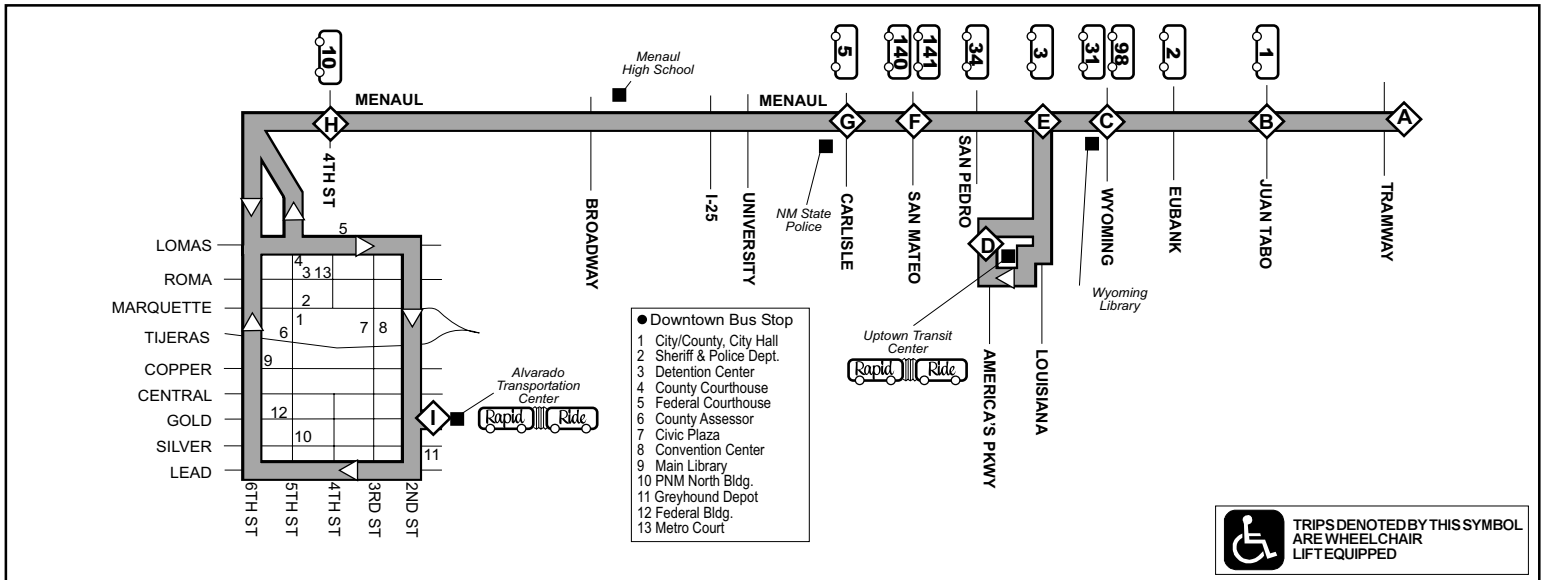 10
5
140
141
34
3
31
98
2
1
Menaul
High School
MENAUL
MENAUL
H
G
F
E
C
B
A
4TH ST
BROADWAY
I-25
UNIVERSITY
NM State
Police
CARLISLE
SAN MATEO
SAN PEDRO
D
WYOMING
EUBANK
JUAN TABO
TRAMWAY
Wyoming
Library
LOUISIANA
AMERICA'S PKWY
Uptown Transit
Center
Rapid Ride
LOMAS
ROMA
MARQUETTE
TIJERAS
COPPER
CENTRAL
GOLD
SILVER
LEAD
5
4
3 13
2
1
6
7 8
9
12
10
11
I
Alvarado
Transportation
Center
Rapid Ride
6TH ST
5TH ST
4TH ST
3RD ST
2ND ST
Downtown Bus Stop
1 City/County, City Hall
2 Sheriff & Police Dept.
3 Detention Center
4 County Courthouse
5 Federal Courthouse
6 County Assessor
7 Civic Plaza
8 Convention Center
9 Main Library
10 PNM North Bldg.
11 Greyhound Depot
12 Federal Bldg.
13 Metro Court
TRIPS DENOTED BY THIS SYMBOL
ARE WHEELCHAIR
LIFT EQUIPPED